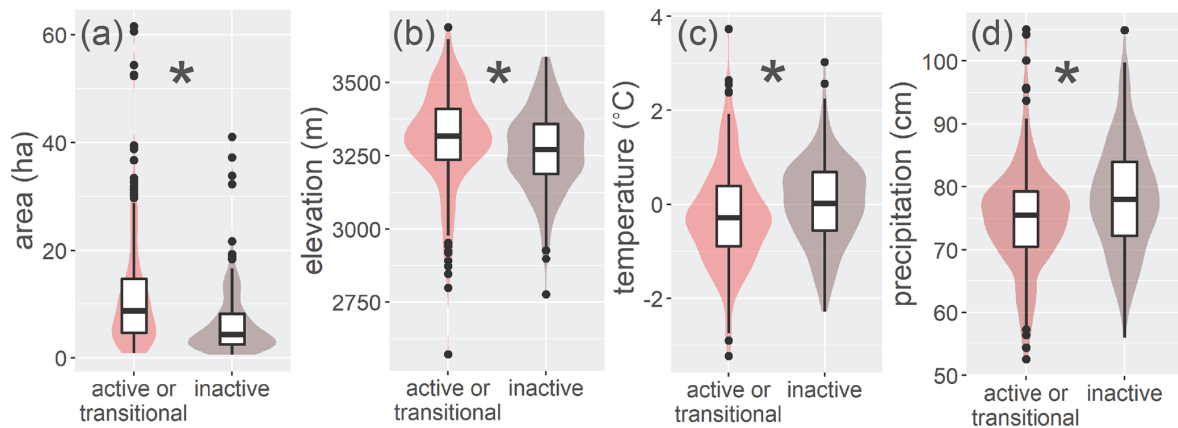 (a)
*
area (ha)
60
40
20
0
active or
transitional
inactive
(b)
*
elevation (m)
3500
3250
3000
2750
active or
transitional
inactive
(c)
*
temperature (°C)
4
2
0
-2
active or
transitional
inactive
(d)
*
precipitation (cm)
100
90
80
70
60
50
active or
transitional
inactive